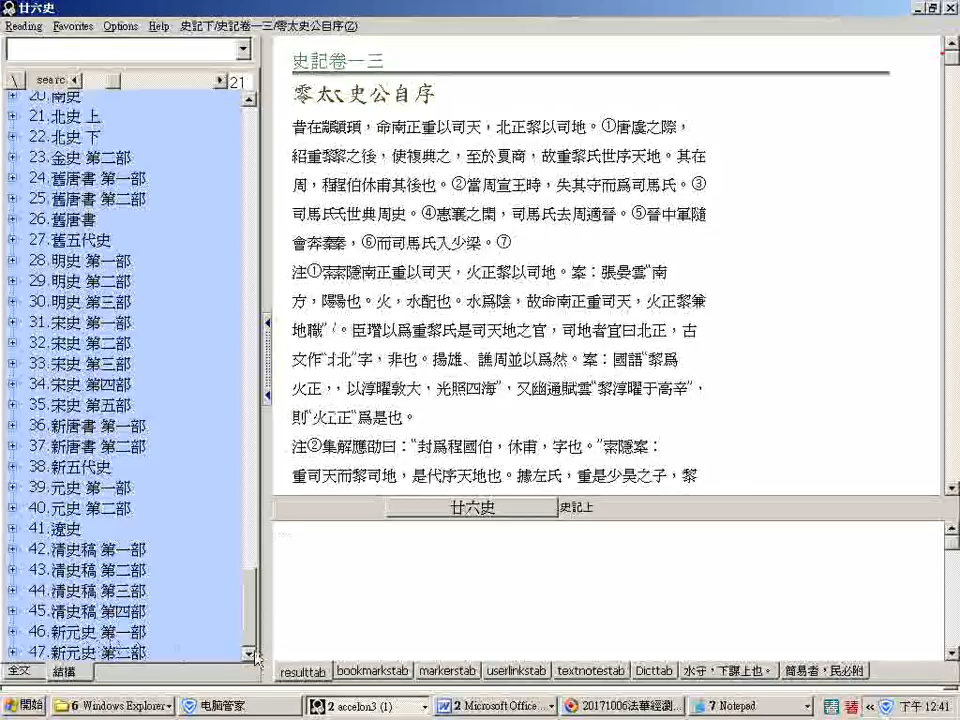 廿六史
Reading Favorites Options Help 史記下/史記卷一三/零太史公自序(Z)
searc 21
20.南史
21.北史 上
22.北史 下
23.金史 第二部
24.舊唐書 第一部
25.舊唐書 第二部
26.舊唐書
27.舊五代史
28.明史 第一部
29.明史 第二部
30.明史 第三部
31.宋史 第一部
32.宋史 第二部
33.宋史 第三部
34.宋史 第四部
35.宋史 第五部
36.新唐書 第一部
37.新唐書 第二部
38.新五代史
39.元史 第一部
40.元史 第二部
41.遼史
42.清史稿 第一部
43.清史稿 第二部
44.清史稿 第三部
45.清史稿 第四部
46.新元史 第一部
47.新元史 第二部
全文 結構
史記卷一三
零太史公自序
昔在顓頊,命南正重以司天,北正黎以司地。①唐虞之際,
紹重黎之後,使複典之,至於夏商,故重黎氏世序天地。其在
周,程伯休甫其後也。②當周宣王時,失其守而爲司馬氏。③
司馬氏世典周史。④惠襄之閒,司馬氏去周適晉。⑤晉中軍隨
會奔秦,⑥而司馬氏入少梁。⑦
注①索隱南正重以司天,火正黎以司地。案:張晏雲“南
方,陽也。火,水配也。水爲陰,故命南正重司天,火正黎兼
地職”。臣瓚以爲重黎氏是司天地之官,司地者宜曰北正,古
文作“北”字,非也。揚雄、譙周並以爲然。案:國語“黎爲
火正,,以淳曜敦大,光照四海”,又幽通賦雲“黎淳曜于高辛”,
則“火正”爲是也。
注②集解應劭曰:“封爲程國伯,休甫,字也。”索隱案:
重司天而黎司地,是代序天地也。據左氏,重是少昊之子,黎
廿六史 史記上
resulttab bookmarkstab markerstab userlinkstab textnotestab Dicttab 水守,下謀上也。 簡易者,民必附
開始 6 Windows Explorer 电脑管家 2 accelon3 (1) 2 Microsoft Office... 20171006法華經測... 7 Notepad 下午 12:41